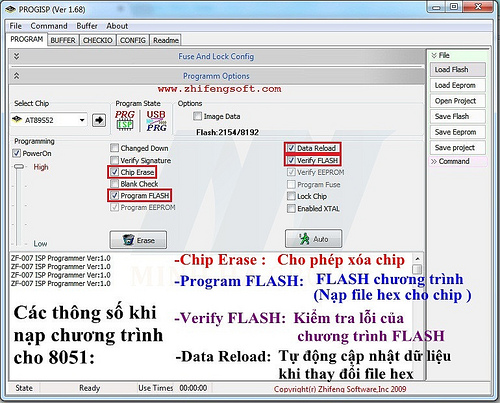 PROGISP (Ver 1.68)
File Command Buffer About
PROGRAM BUFFER CHECKIO CONFIG Readme
Fuse And Lock Config
Programm Options
www.zhifengsoft.com
Select Chip
AT89S52
Program State
PRG ISP
USB PRG
Options
Image Data
Flash:2154/8192
Programming
PowerOn
High
Low
Changed Down
Verify Signature
Chip Erase
Blank Check
Program FLASH
Program EEPROM
Data Reload
Verify FLASH
Verify EEPROM
Program Fuse
Lock Chip
Enabled XTAL
Erase
Auto
File
Load Flash
Load Eeprom
Open Project
Save Flash
Save Eeprom
Save project
Command
ZF-007 ISP Programmer Ver:1.0
ZF-007 ISP Programmer Ver:1.0
ZF-007 ISP Programmer Ver:1.0
ZF-007 ISP Programmer Ver:1.0
Các thông số khi
nạp chương trình
cho 8051:
-Chip Erase : Cho phép xóa chip
-Program FLASH: FLASH chương trình
(Nạp file hex cho chip )
-Verify FLASH: Kiểm tra lỗi của
chương trình FLASH
-Data Reload: Tự động cập nhật dữ liệu
khi thay đổi file hex
State Ready Use Times 00:00:00 Copyright(r) Zhifeng Software,Inc 2009